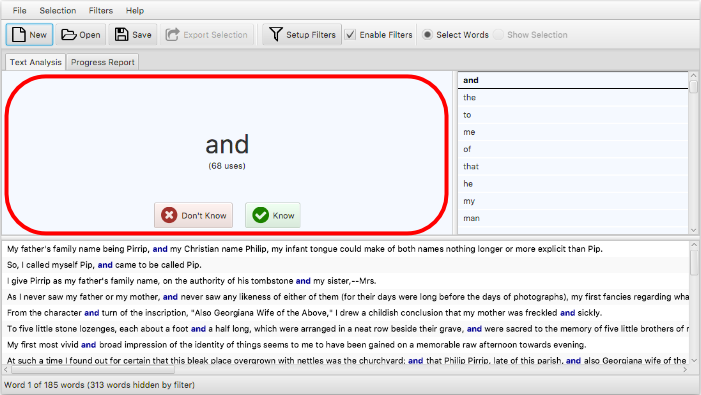 File Selection Filters Help
New Open Save Export Selection Setup Filters Enable Filters Select Words Show Selection
Text Analysis Progress Report
and
(68 uses)
Don't Know Know
and
the
to
me
of
that
he
my
man
My father's family name being Pirrip, and my Christian name Philip, my infant tongue could make of both names nothing longer or more explicit than Pip.
So, I called myself Pip, and came to be called Pip.
I give Pirrip as my father's family name, on the authority of his tombstone and my sister,--Mrs.
As I never saw my father or my mother, and never saw any likeness of either of them (for their days were long before the days of photographs), my first fancies regarding wha
From the character and turn of the inscription, "Also Georgiana Wife of the Above," I drew a childish conclusion that my mother was freckled and sickly.
To five little stone lozenges, each about a foot and a half long, which were arranged in a neat row beside their grave, and were sacred to the memory of five little brothers of
My first most vivid and broad impression of the identity of things seems to me to have been gained on a memorable raw afternoon towards evening.
At such a time I found out for certain that this bleak place overgrown with nettles was the churchyard; and that Philip Pirrip, late of this parish, and also Georgiana wife of the
Word 1 of 185 words (313 words hidden by filter)